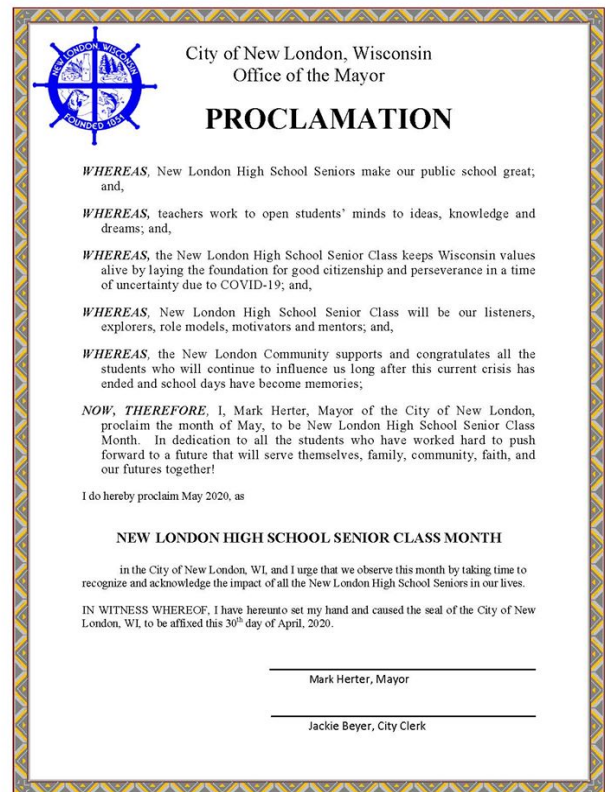 NEW LONDON, WISCONSIN
FOUNDED 1851
City of New London, Wisconsin
Office of the Mayor
PROCLAMATION
WHEREAS, New London High School Seniors make our public school great;
and,
WHEREAS, teachers work to open students’ minds to ideas, knowledge and
dreams; and,
WHEREAS, the New London High School Senior Class keeps Wisconsin values
alive by laying the foundation for good citizenship and perseverance in a time
of uncertainty due to COVID-19; and,
WHEREAS, New London High School Senior Class will be our listeners,
explorers, role models, motivators and mentors; and,
WHEREAS, the New London Community supports and congratulates all the
students who will continue to influence us long after this current crisis has
ended and school days have become memories;
NOW, THEREFORE, I, Mark Herter, Mayor of the City of New London,
proclaim the month of May, to be New London High School Senior Class
Month. In dedication to all the students who have worked hard to push
forward to a future that will serve themselves, family, community, faith, and
our futures together!
I do hereby proclaim May 2020, as
NEW LONDON HIGH SCHOOL SENIOR CLASS MONTH
in the City of New London, WI, and I urge that we observe this month by taking time to
recognize and acknowledge the impact of all the New London High School Seniors in our lives.
IN WITNESS WHEREOF, I have hereunto set my hand and caused the seal of the City of New
London, WI, to be affixed this 30th day of April, 2020.
Mark Herter, Mayor
Jackie Beyer, City Clerk